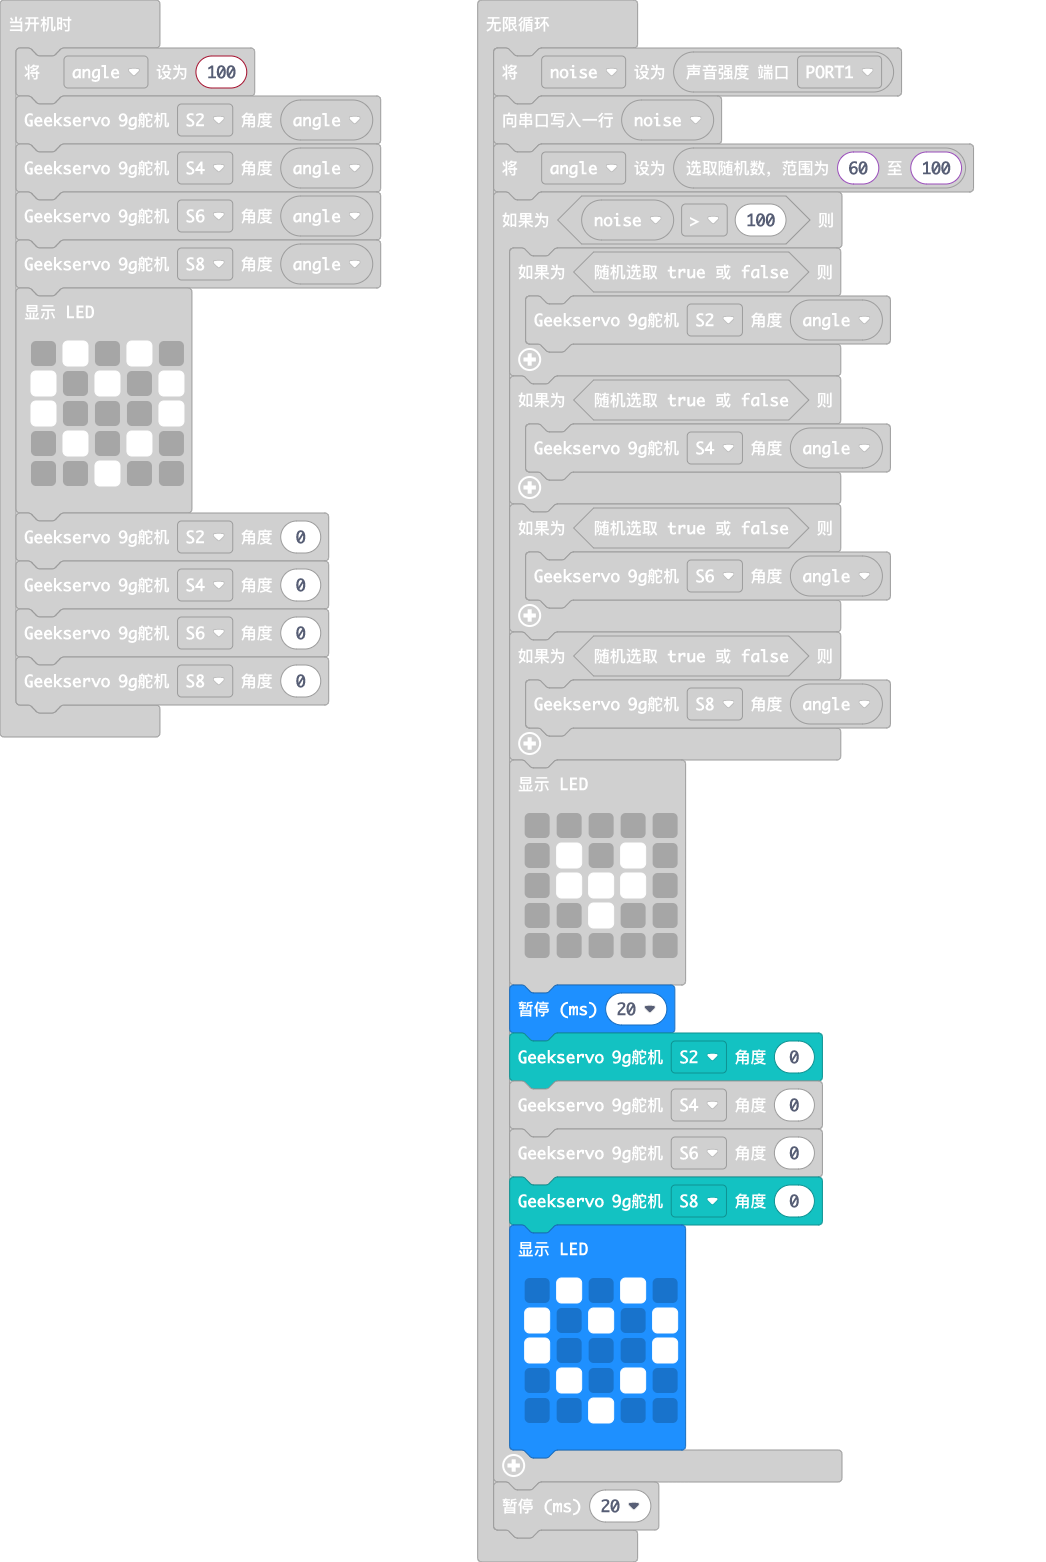 当开机时
将 angle 设为 100
Geekservo 9g舵机 S2 角度 angle
Geekservo 9g舵机 S4 角度 angle
Geekservo 9g舵机 S6 角度 angle
Geekservo 9g舵机 S8 角度 angle
显示 LED
Geekservo 9g舵机 S2 角度 0
Geekservo 9g舵机 S4 角度 0
Geekservo 9g舵机 S6 角度 0
Geekservo 9g舵机 S8 角度 0
无限循环
将 noise 设为 声音强度 端口 PORT1
向串口写入一行 noise
将 angle 设为 选取随机数，范围为 60 至 100
如果为 noise > 100 则
如果为 随机选取 true 或 false 则
Geekservo 9g舵机 S2 角度 angle
如果为 随机选取 true 或 false 则
Geekservo 9g舵机 S4 角度 angle
如果为 随机选取 true 或 false 则
Geekservo 9g舵机 S6 角度 angle
如果为 随机选取 true 或 false 则
Geekservo 9g舵机 S8 角度 angle
显示 LED
暂停 (ms) 20
Geekservo 9g舵机 S2 角度 0
Geekservo 9g舵机 S4 角度 0
Geekservo 9g舵机 S6 角度 0
Geekservo 9g舵机 S8 角度 0
显示 LED
暂停 (ms) 20